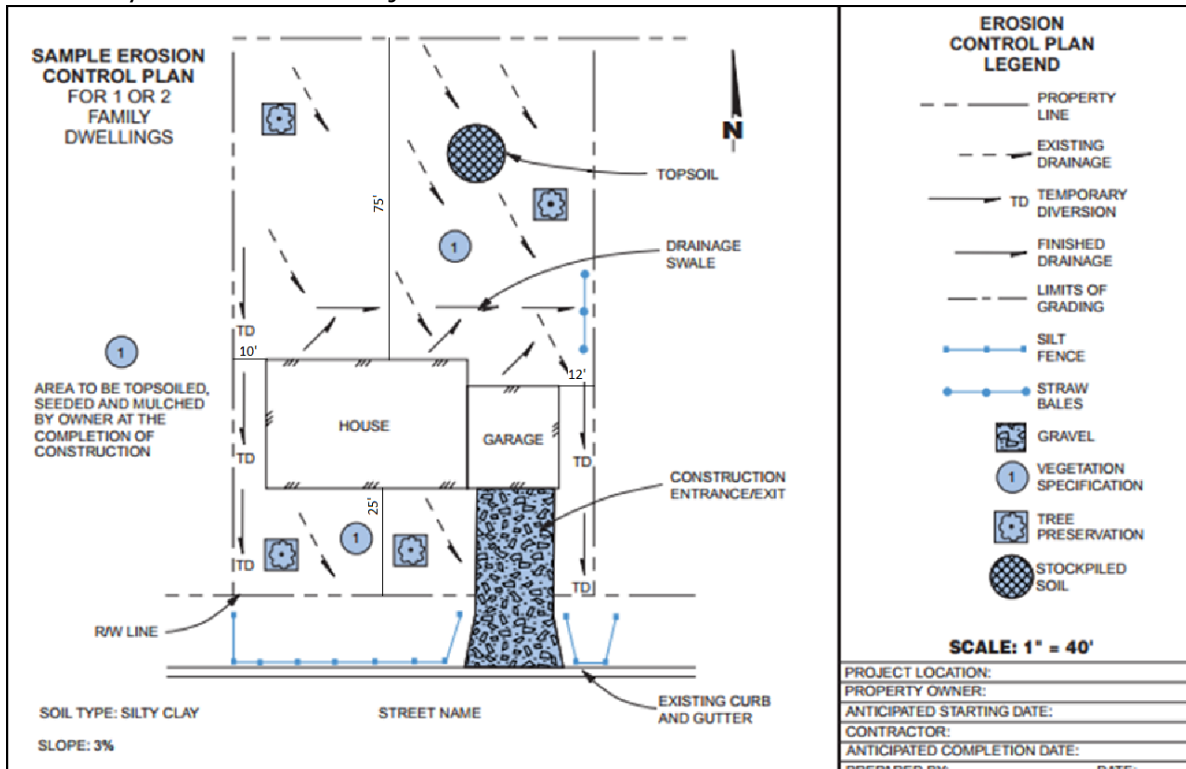 SAMPLE EROSION
CONTROL PLAN
FOR 1 OR 2
FAMILY
DWELLINGS
N
TOPSOIL
75'
1
DRAINAGE
SWALE
TD
10'
12'
1
AREA TO BE TOPSOILED,
SEEDED AND MULCHED
BY OWNER AT THE
COMPLETION OF
CONSTRUCTION
HOUSE
GARAGE
TD
TD
CONSTRUCTION
ENTRANCE/EXIT
25'
1
TD
TD
R/W LINE
EXISTING CURB
AND GUTTER
SOIL TYPE: SILTY CLAY
STREET NAME
SLOPE: 3%
EROSION
CONTROL PLAN
LEGEND
PROPERTY
LINE
EXISTING
DRAINAGE
TD TEMPORARY
DIVERSION
FINISHED
DRAINAGE
LIMITS OF
GRADING
SILT
FENCE
STRAW
BALES
GRAVEL
1 VEGETATION
SPECIFICATION
TREE
PRESERVATION
STOCKPILED
SOIL
SCALE: 1" = 40'
PROJECT LOCATION:
PROPERTY OWNER:
ANTICIPATED STARTING DATE:
CONTRACTOR:
ANTICIPATED COMPLETION DATE: